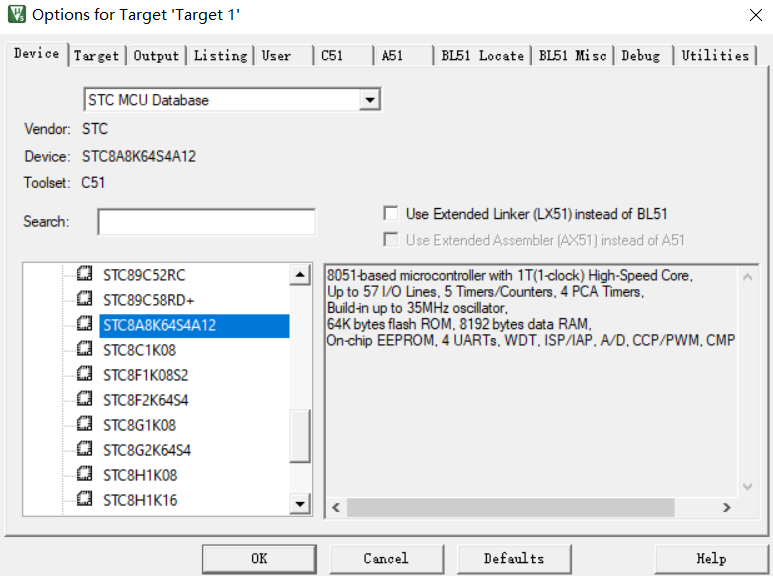 Options for Target 'Target 1'
Device Target Output Listing User C51 A51 BL51 Locate BL51 Misc Debug Utilities
STC MCU Database
Vendor: STC
Device: STC8A8K64S4A12
Toolset: C51
Search:
Use Extended Linker (LX51) instead of BL51
Use Extended Assembler (AX51) instead of A51
STC89C52RC
STC89C58RD+
STC8A8K64S4A12
STC8C1K08
STC8F1K08S2
STC8F2K64S4
STC8G1K08
STC8G2K64S4
STC8H1K08
STC8H1K16
8051-based microcontroller with 1T(1-clock) High-Speed Core,
Up to 57 I/O Lines, 5 Timers/Counters, 4 PCA Timers,
Build-in up to 35MHz oscillator,
64K bytes flash ROM, 8192 bytes data RAM,
On-chip EEPROM, 4 UARTs, WDT, ISP/IAP, A/D, CCP/PWM, CMP
OK Cancel Defaults Help